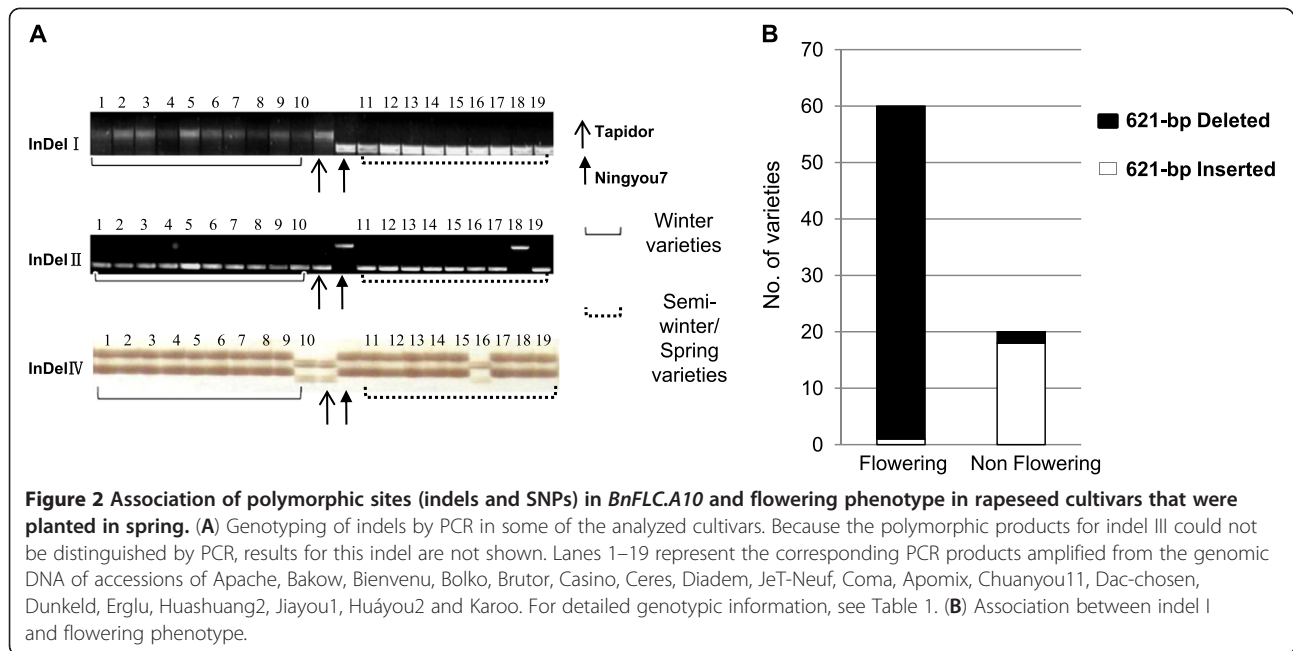 A
1 2 3 4 5 6 7 8 9 10 11 12 13 14 15 16 17 18 19
InDel I
Tapidor
Ningyou7
1 2 3 4 5 6 7 8 9 10 11 12 13 14 15 16 17 18 19
InDel II
Winter
varieties
Semi-
winter/
Spring
varieties
1 2 3 4 5 6 7 8 9 10 11 12 13 14 15 16 17 18 19
InDel IV
B
No. of varieties
70
60
50
40
30
20
10
0
Flowering Non Flowering
621-bp Deleted
621-bp Inserted
Figure 2 Association of polymorphic sites (indels and SNPs) in BnFLC.A10 and flowering phenotype in rapeseed cultivars that were
planted in spring. (A) Genotyping of indels by PCR in some of the analyzed cultivars. Because the polymorphic products for indel III could not
be distinguished by PCR, results for this indel are not shown. Lanes 1–19 represent the corresponding PCR products amplified from the genomic
DNA of accessions of Apache, Bakow, Bienvenu, Bolko, Brutor, Casino, Ceres, Diadem, JeT-Neuf, Coma, Apomix, Chuanyou11, Dac-chosen,
Dunkeld, Erglu, Huashuang2, Jiayou1, Huáyou2 and Karoo. For detailed genotypic information, see Table 1. (B) Association between indel I
and flowering phenotype.